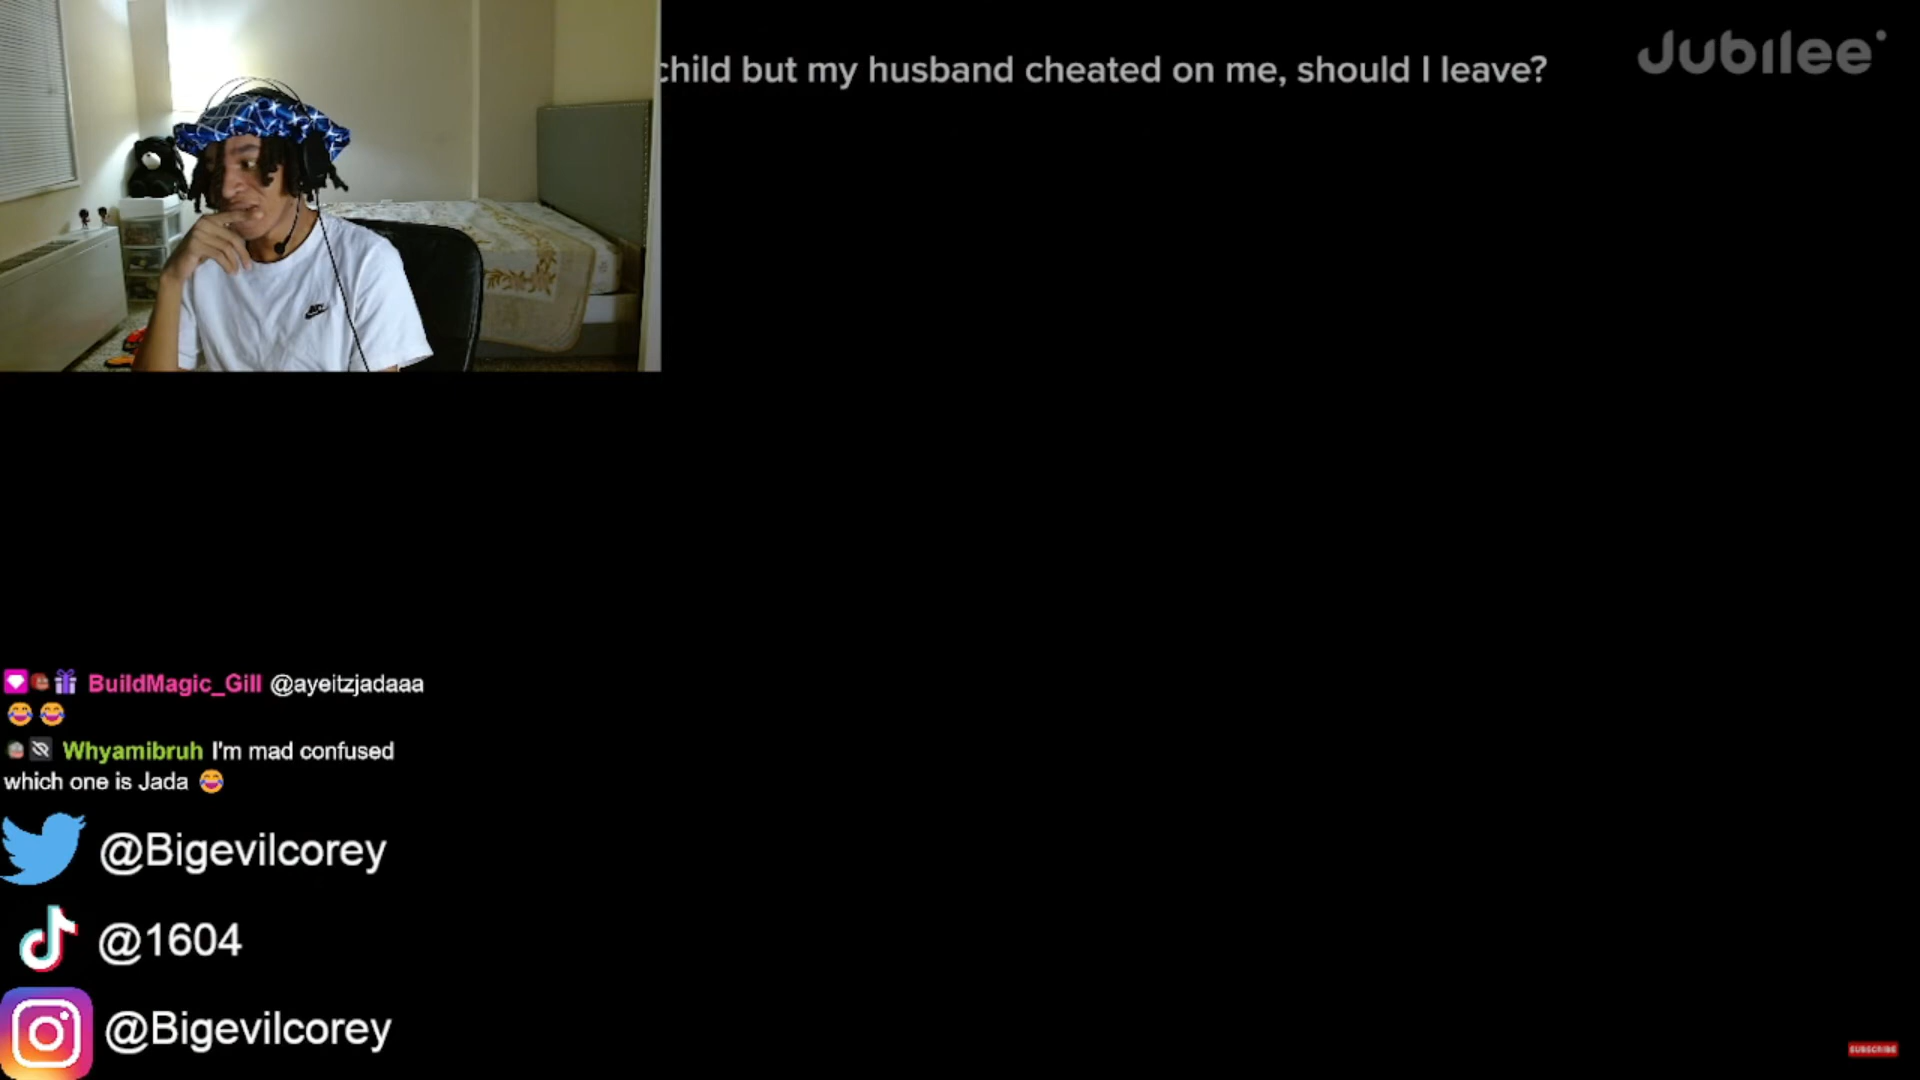 child but my husband cheated on me, should I leave?
Jubilee
BuildMagic_Gill @ayeitzjadaaa
😂 😂
Whyamibruh I'm mad confused
which one is Jada 😂
@Bigevilcorey
@1604
@Bigevilcorey
SUBSCRIBE